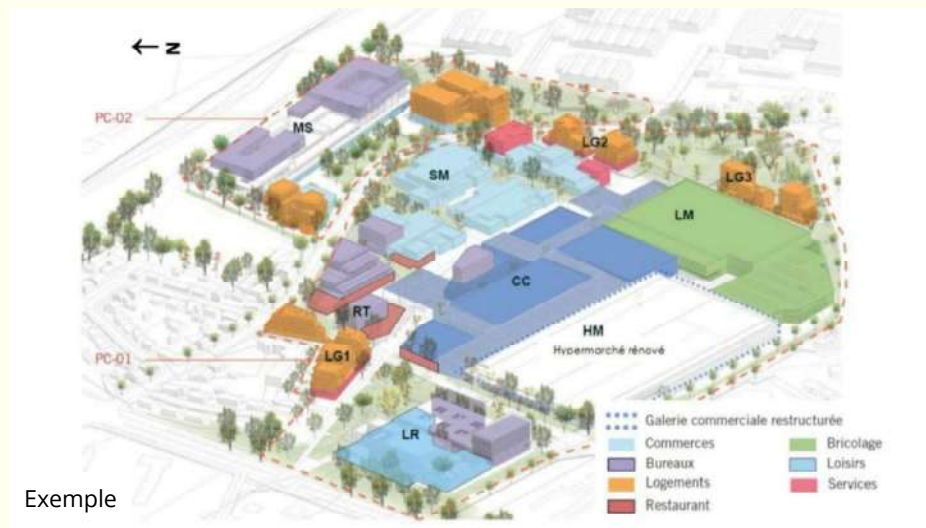 N
PC-02
MS
LG2
SM
LG3
LM
CC
RT
HM
Hypermarché rénové
PC-01
LG1
LR
Galerie commerciale restructurée
Commerces
Bricolage
Bureaux
Loisirs
Logements
Services
Restaurant
Exemple